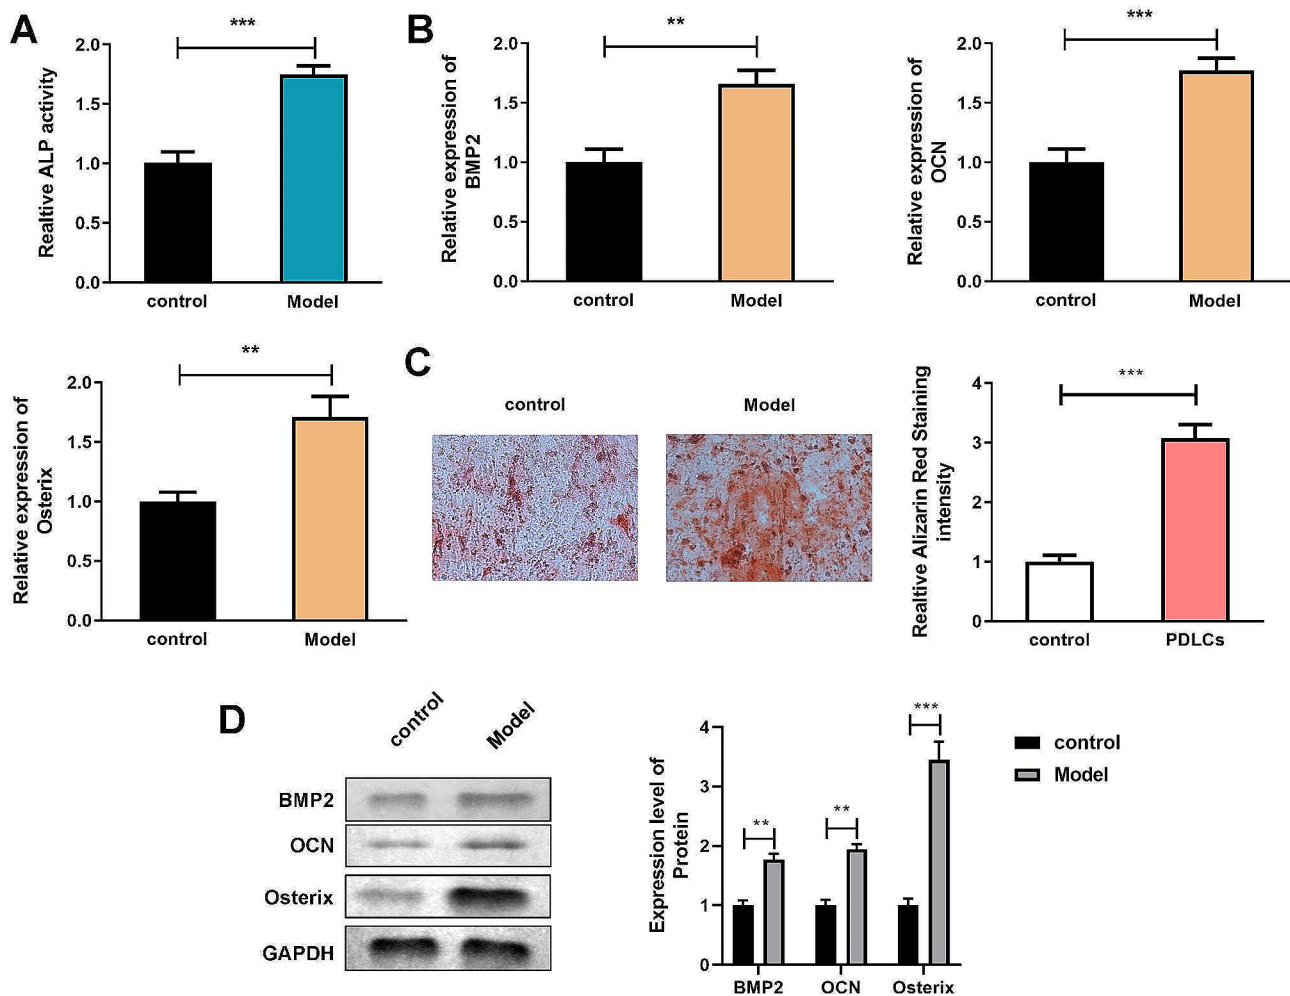 A
Realtive ALP activity
2.0
1.5
1.0
0.5
0.0
***
control
Model
B
Relative expression of
BMP2
2.0
1.5
1.0
0.5
0.0
**
control
Model
Relative expression of
OCN
2.0
1.5
1.0
0.5
0.0
***
control
Model
Relative expression of
Osterix
2.0
1.5
1.0
0.5
0.0
**
control
Model
C
control
Model
Realtive Alizarin Red Staining
intensity
4
3
2
1
0
***
control
PDLCs
D
control
Model
BMP2
OCN
Osterix
GAPDH
Expression level of
Protein
4
3
2
1
0
**
**
***
BMP2
OCN
Osterix
control
Model